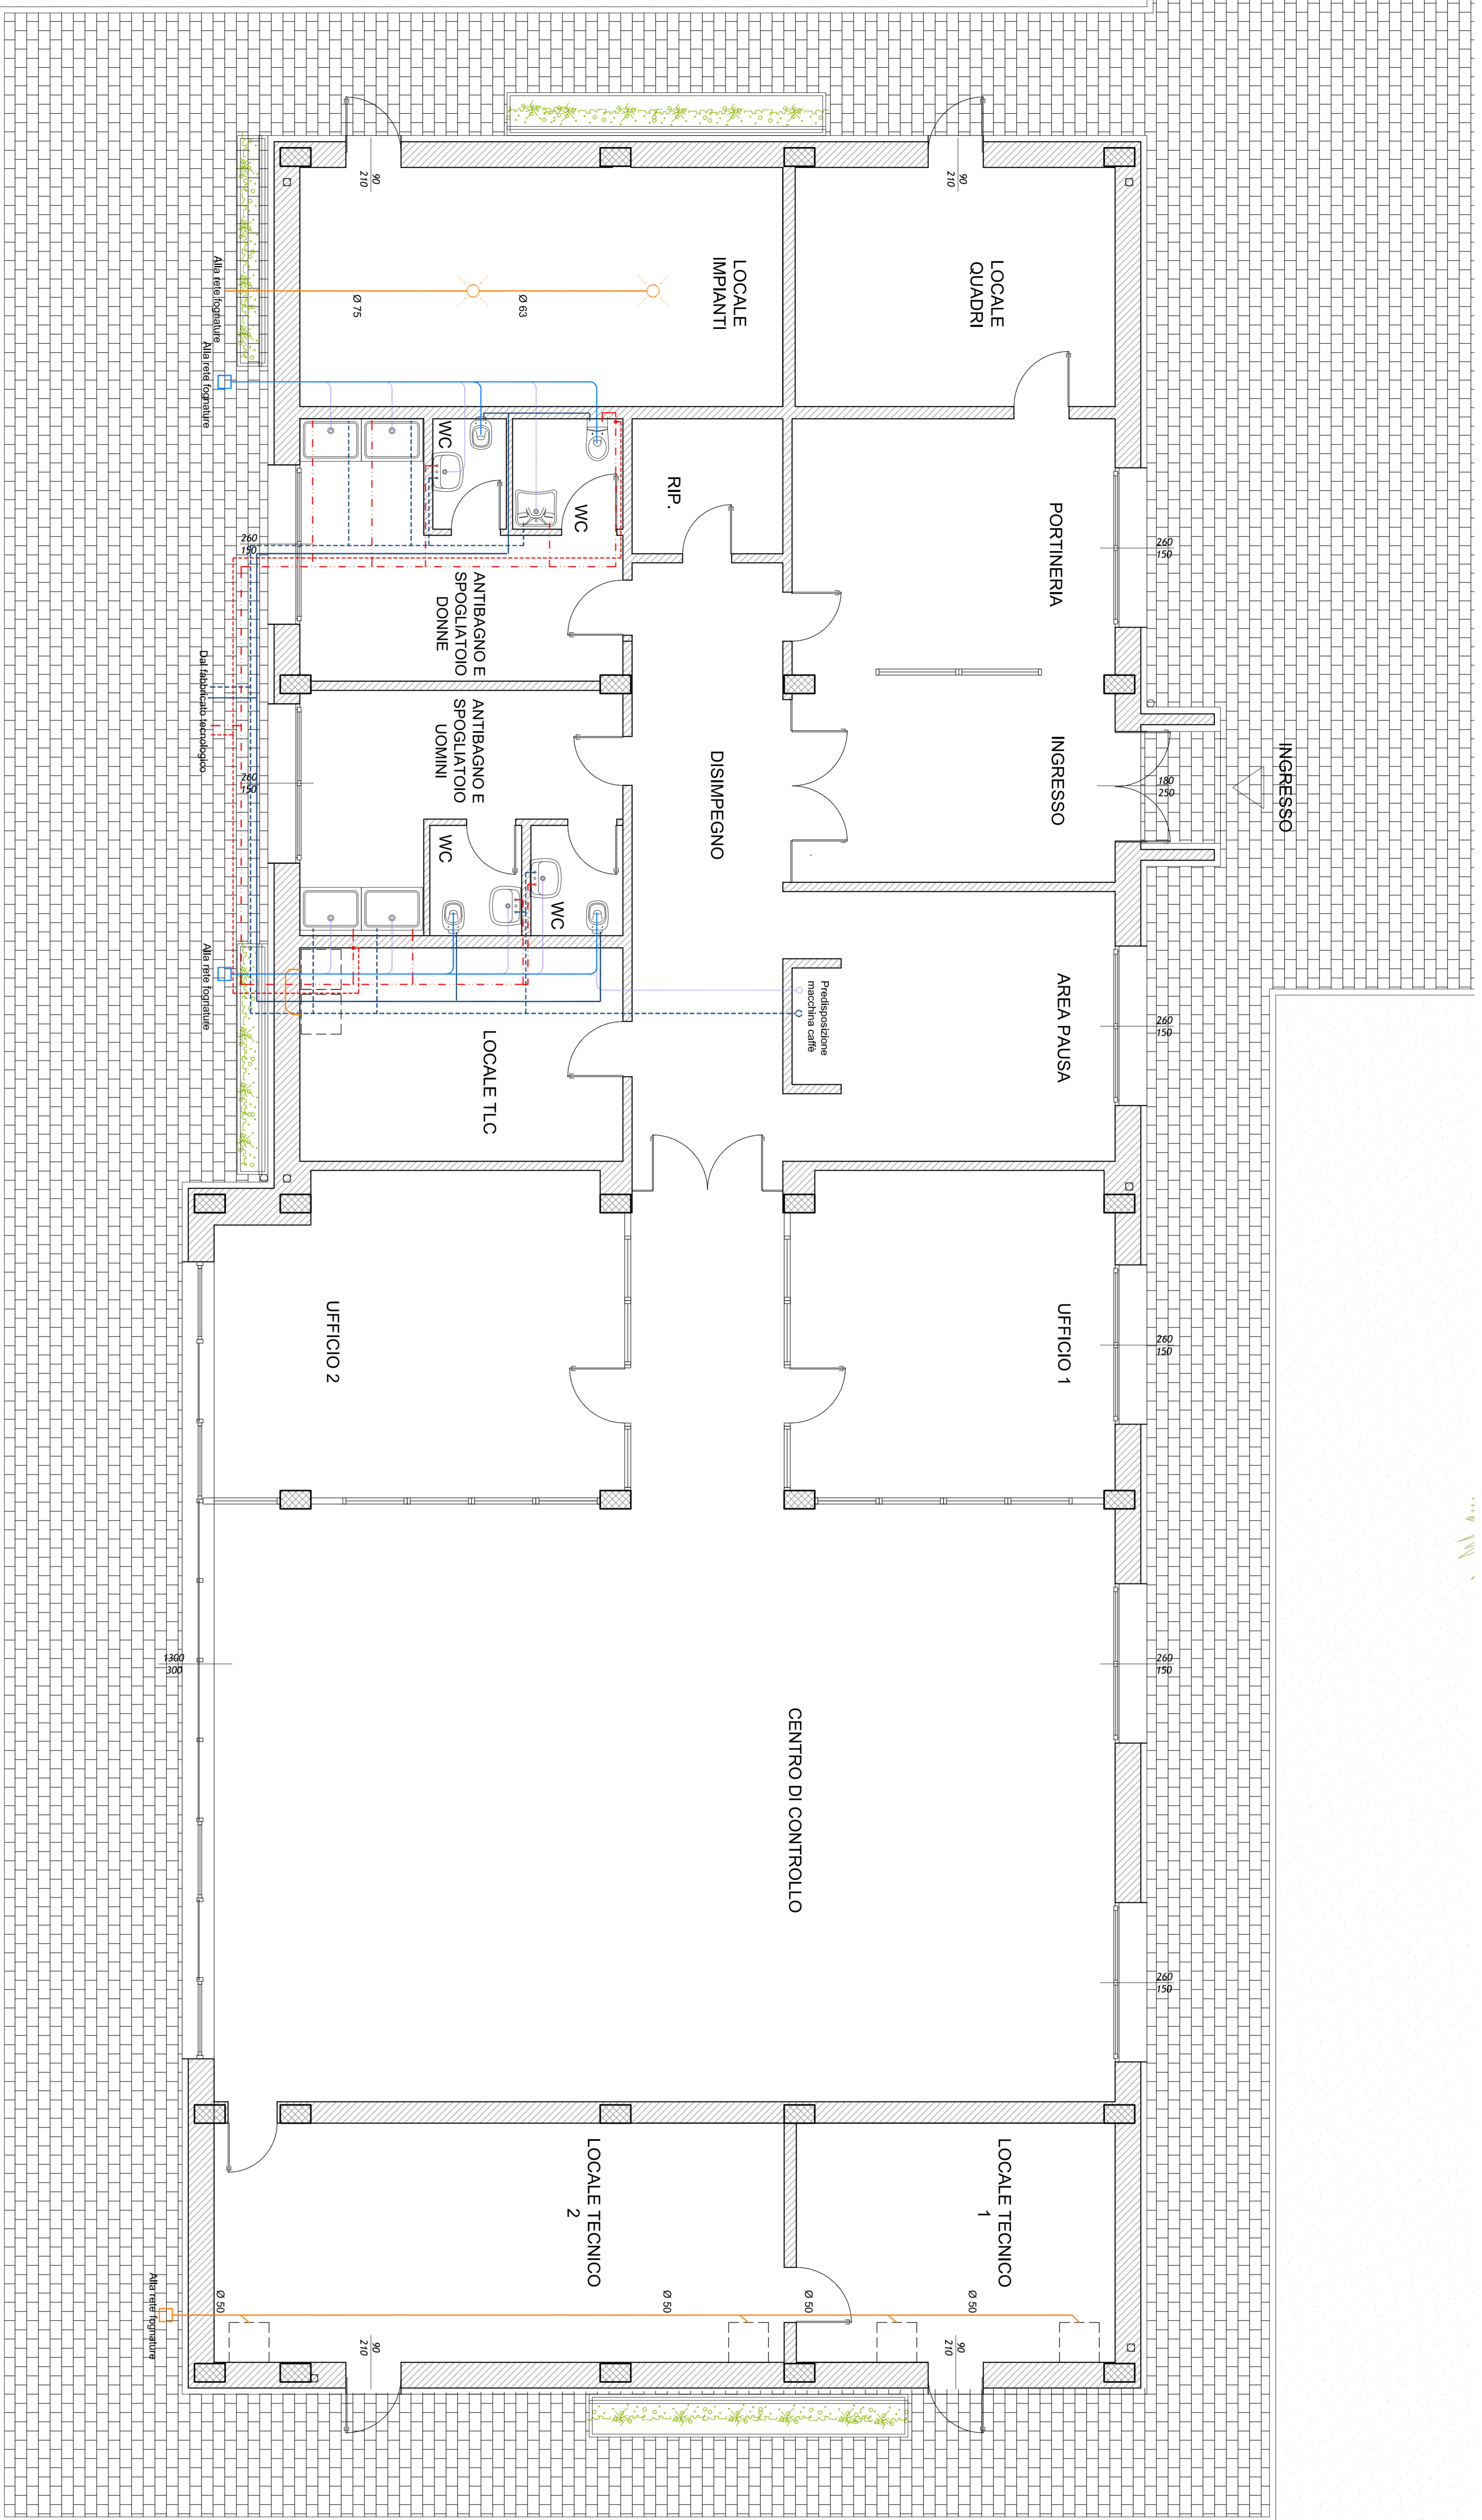 INGRESSO
180
250
260
150
260
150
260
150
260
150
260
150
LOCALE
QUADRI
90
210
PORTINERIA
INGRESSO
AREA PAUSA
UFFICIO 1
LOCALE TECNICO
1
90
210
Ø 50
Ø 50
Predisposizione
macchina caffè
CENTRO DI CONTROLLO
LOCALE
IMPIANTI
RIP.
DISIMPEGNO
Ø 50
LOCALE TECNICO
2
WC
WC
Ø 63
LOCALE TLC
ANTIBAGNO E
SPOGLIATOIO
DONNE
ANTIBAGNO E
SPOGLIATOIO
UOMINI
WC
WC
90
210
Ø 75
UFFICIO 2
90
210
260
150
260
150
Ø 50
Alla rete fognature
Alla rete fognature
Dal fabbricato tecnologico
Alla rete fognature
1300
300
Alla rete fognature